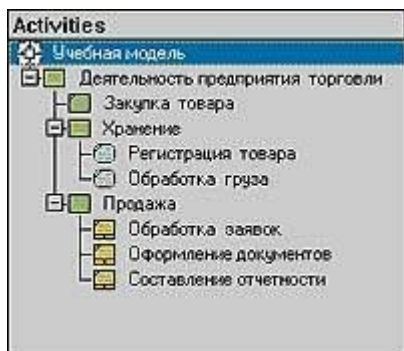 Activities
Учебная модель
Деятельность предприятия торговли
Закупка товара
Хранение
Регистрация товара
Обработка груза
Продажа
Обработка заявок
Оформление документов
Составление отчетности